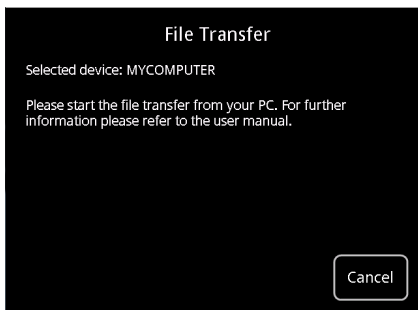 File Transfer
Selected device: MYCOMPUTER
Please start the file transfer from your PC. For further
information please refer to the user manual.
Cancel